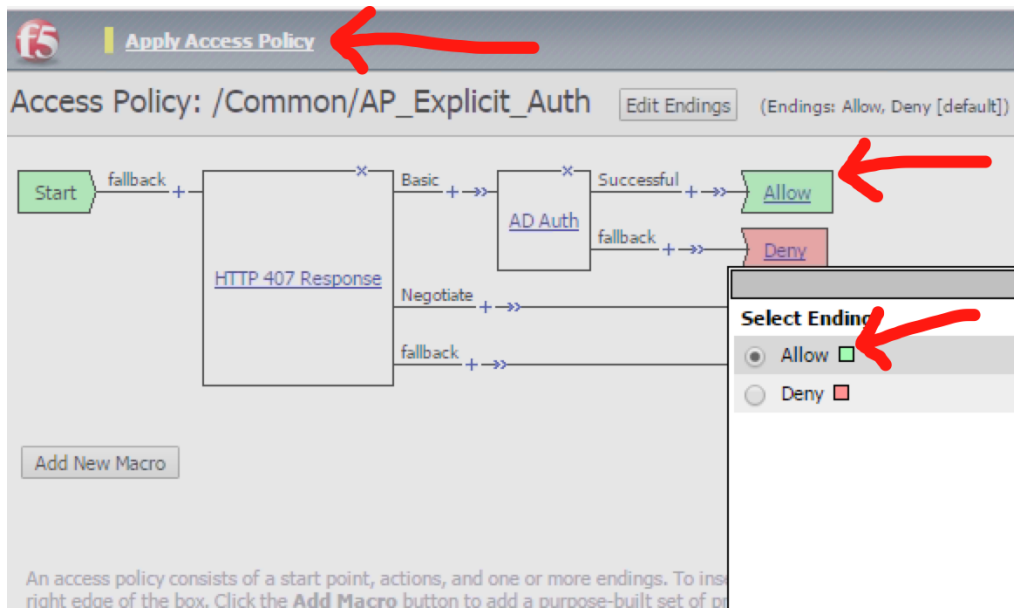 f5
Apply Access Policy
Access Policy: /Common/AP_Explicit_Auth Edit Endings (Endings: Allow, Deny [default])
Start fallback + Basic + Successful + Allow
HTTP 407 Response
AD Auth
fallback + Deny
Negotiate +
fallback +
Select Ending
Allow
Deny
Add New Macro
An access policy consists of a start point, actions, and one or more endings. To
right edge of the box. Click the Add Macro button to add a purpose-built set of